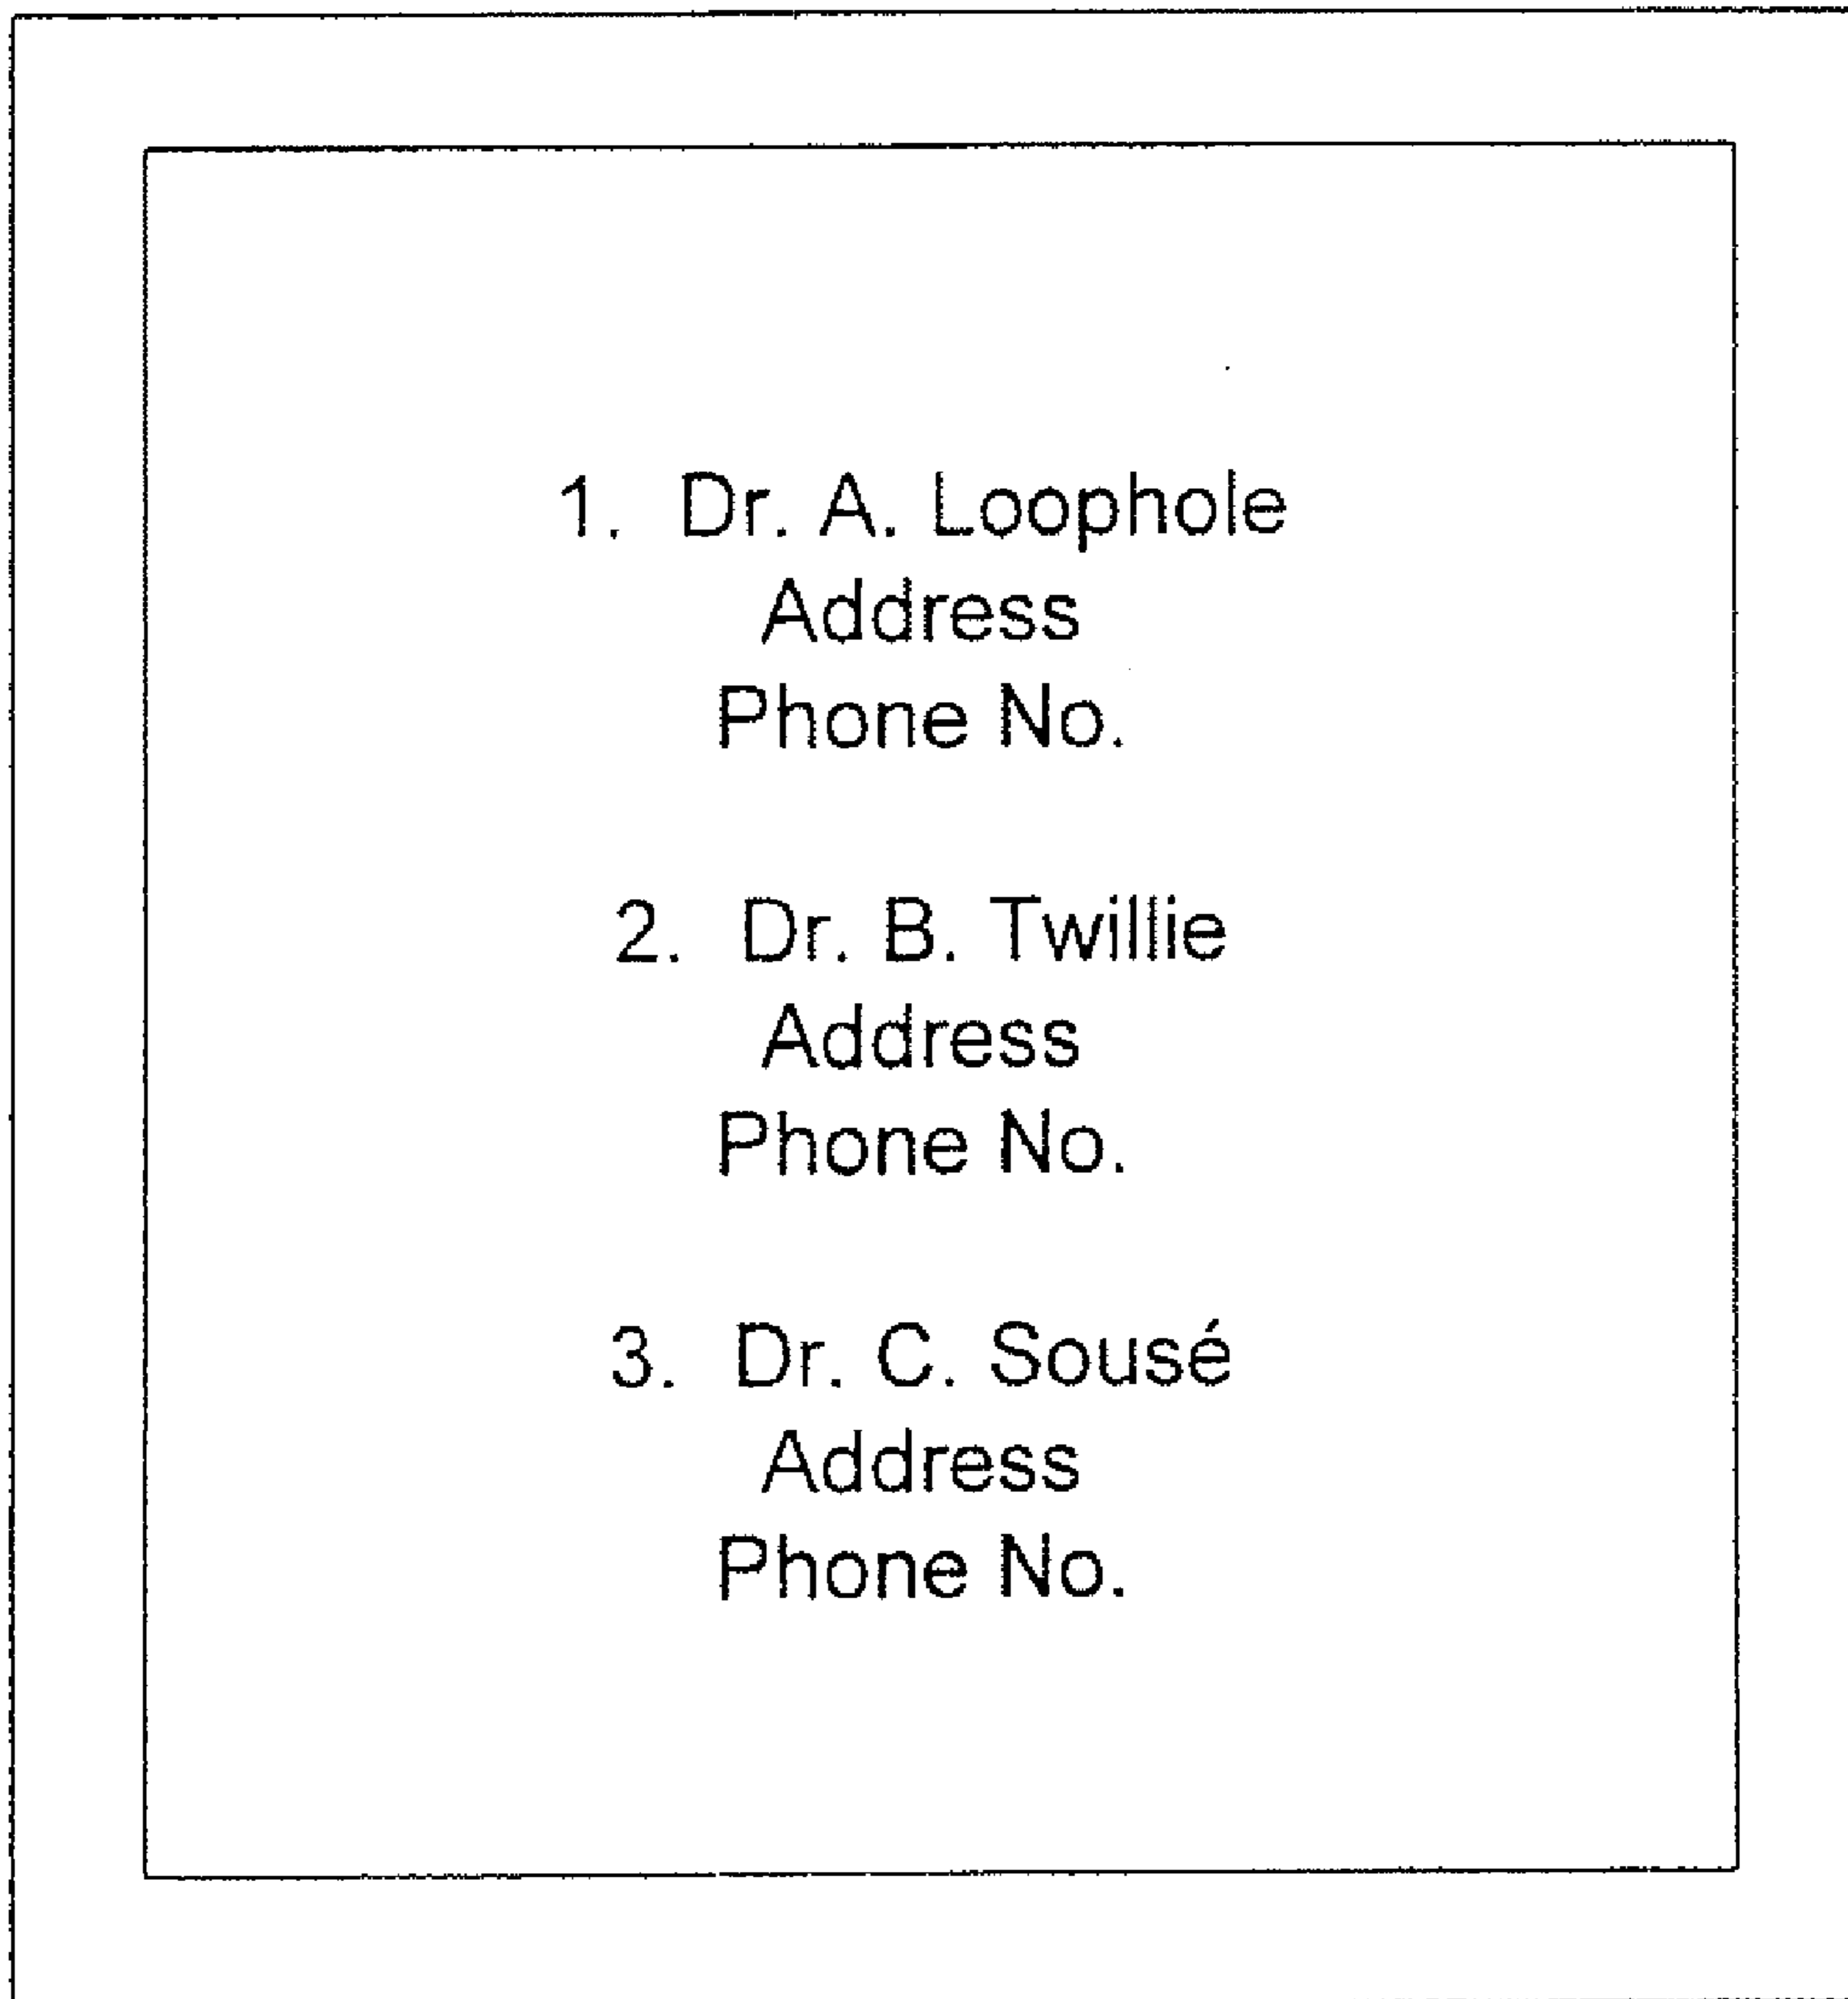 1. Dr. A. Loophole
Address
Phone No.
2. Dr. B. Twillie
Address
Phone No.
3. Dr. C. Sousé
Address
Phone No.